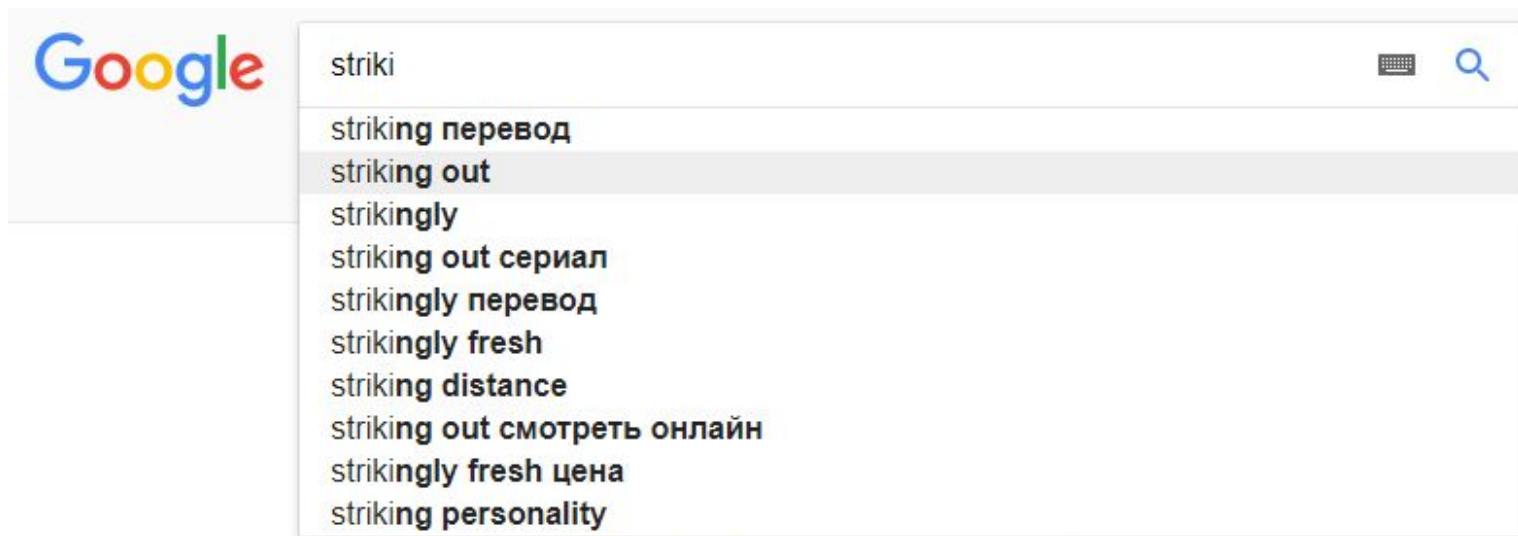 Google
striki
striking перевод
striking out
strikingly
striking out сериал
strikingly перевод
strikingly fresh
striking distance
striking out смотреть онлайн
strikingly fresh цена
striking personality